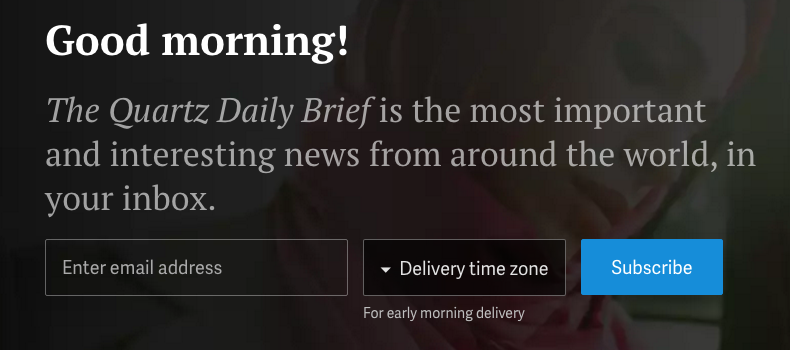 Good morning!
The Quartz Daily Brief is the most important
and interesting news from around the world, in
your inbox.
Enter email address
Delivery time zone
Subscribe
For early morning delivery